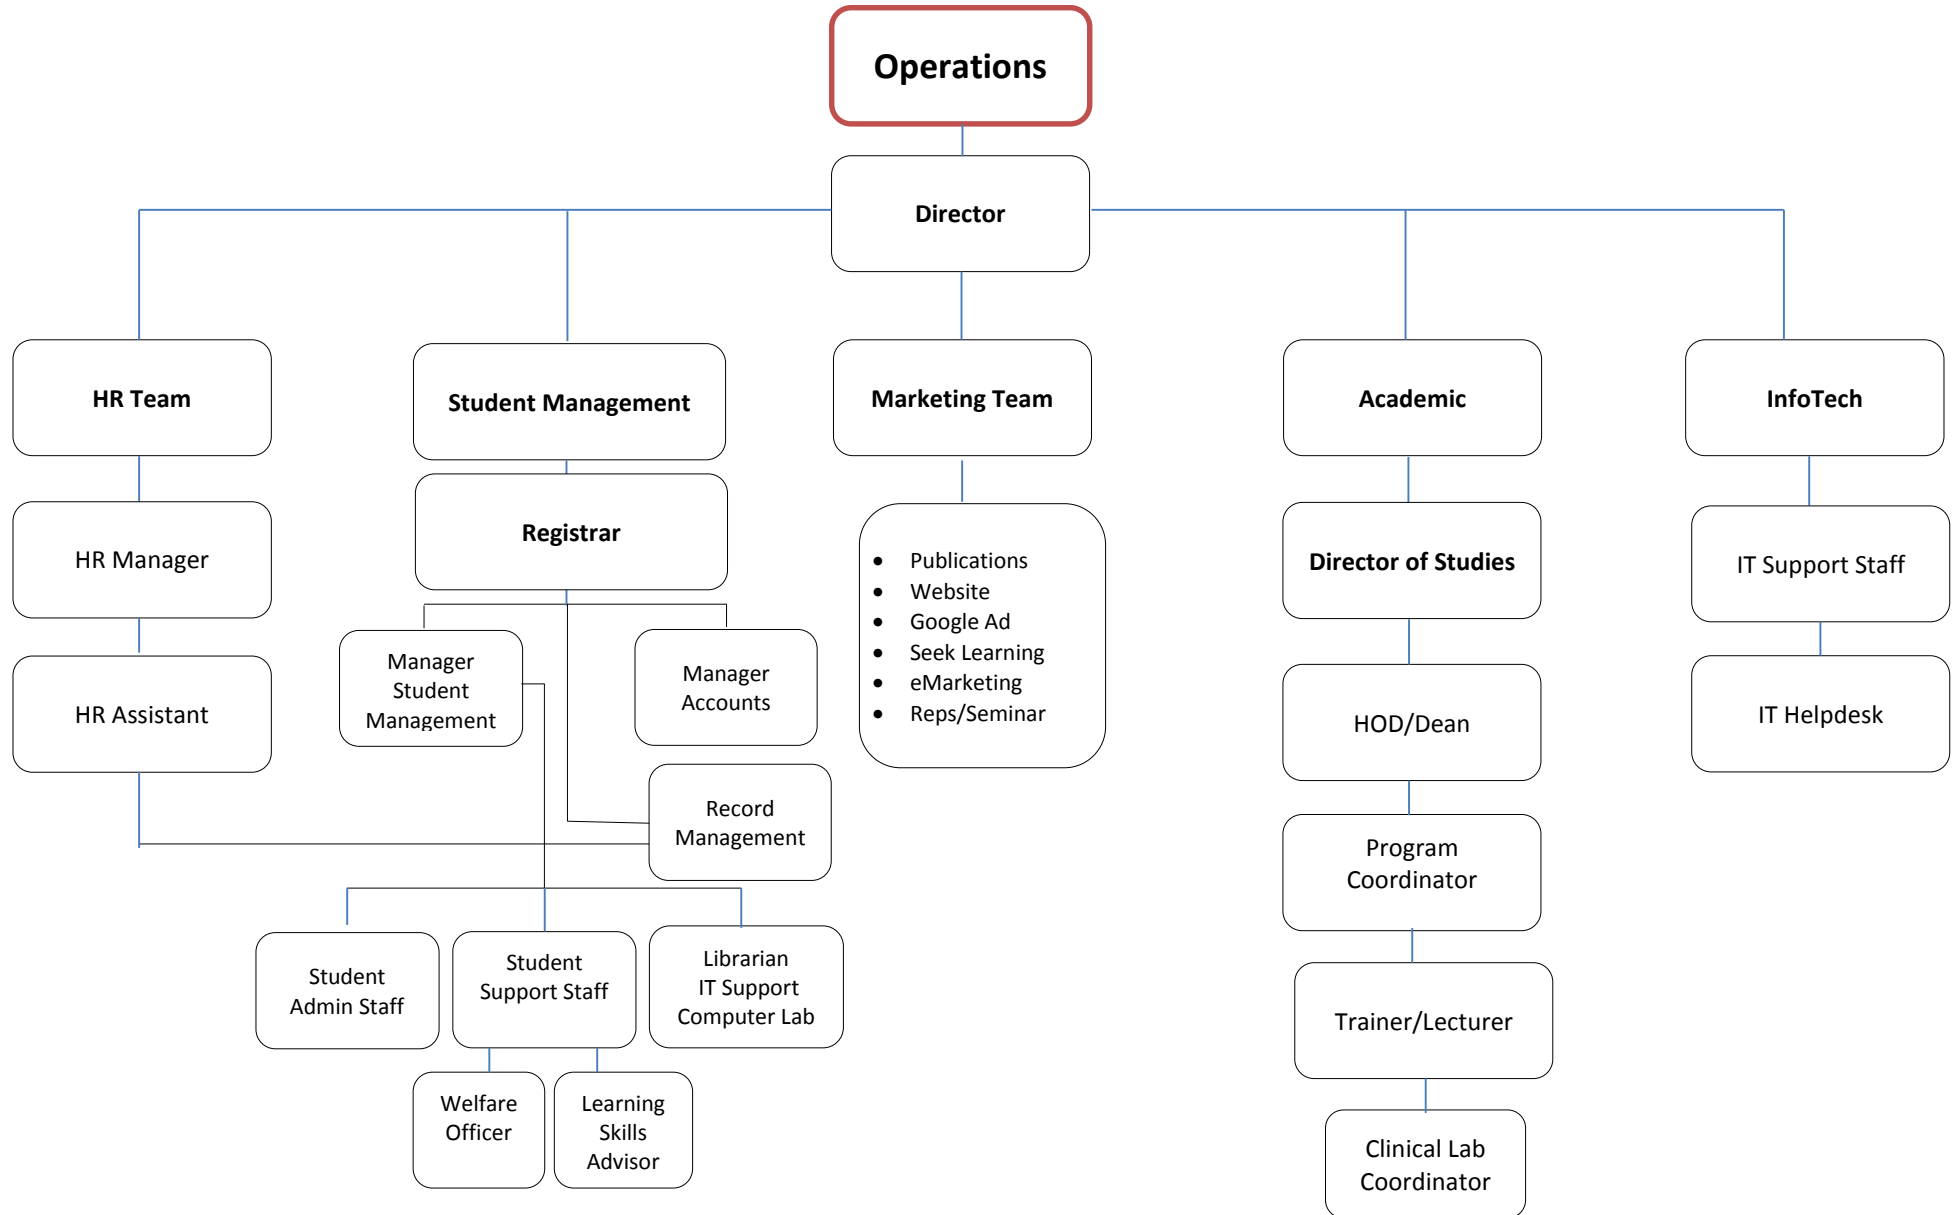 Operations
Director
HR Team
Student Management
Marketing Team
Academic
InfoTech
HR Manager
Registrar
• Publications
• Website
• Google Ad
• Seek Learning
• eMarketing
• Reps/Seminar
Director of Studies
IT Support Staff
HR Assistant
Manager
Student
Management
Manager
Accounts
HOD/Dean
IT Helpdesk
Record
Management
Program
Coordinator
Student
Admin Staff
Student
Support Staff
Librarian
IT Support
Computer Lab
Trainer/Lecturer
Welfare
Officer
Learning
Skills
Advisor
Clinical Lab
Coordinator